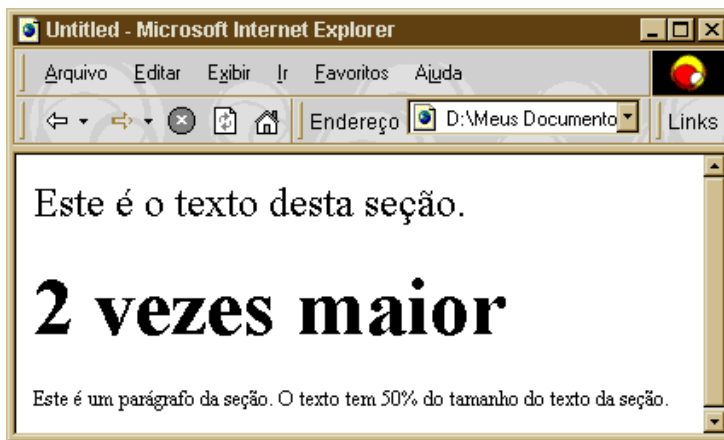 Untitled - Microsoft Internet Explorer
Arquivo Editar Exibir Ir Favoritos Ajuda
Endereço D:\Meus Documento Links
Este é o texto desta seção.
2 vezes maior
Este é um parágrafo da seção. O texto tem 50% do tamanho do texto da seção.